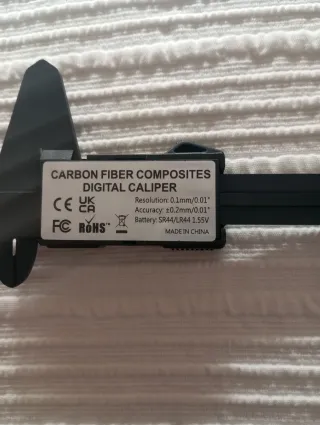 CARBON FIBER COMPOSITES
DIGITAL CALIPER
CE UK CA Resolution: 0.1mm/0.01"
Accuracy: ±0.2mm/0.01"
FC RoHS™ Battery: SR44/LR44 1.55V
MADE IN CHINA